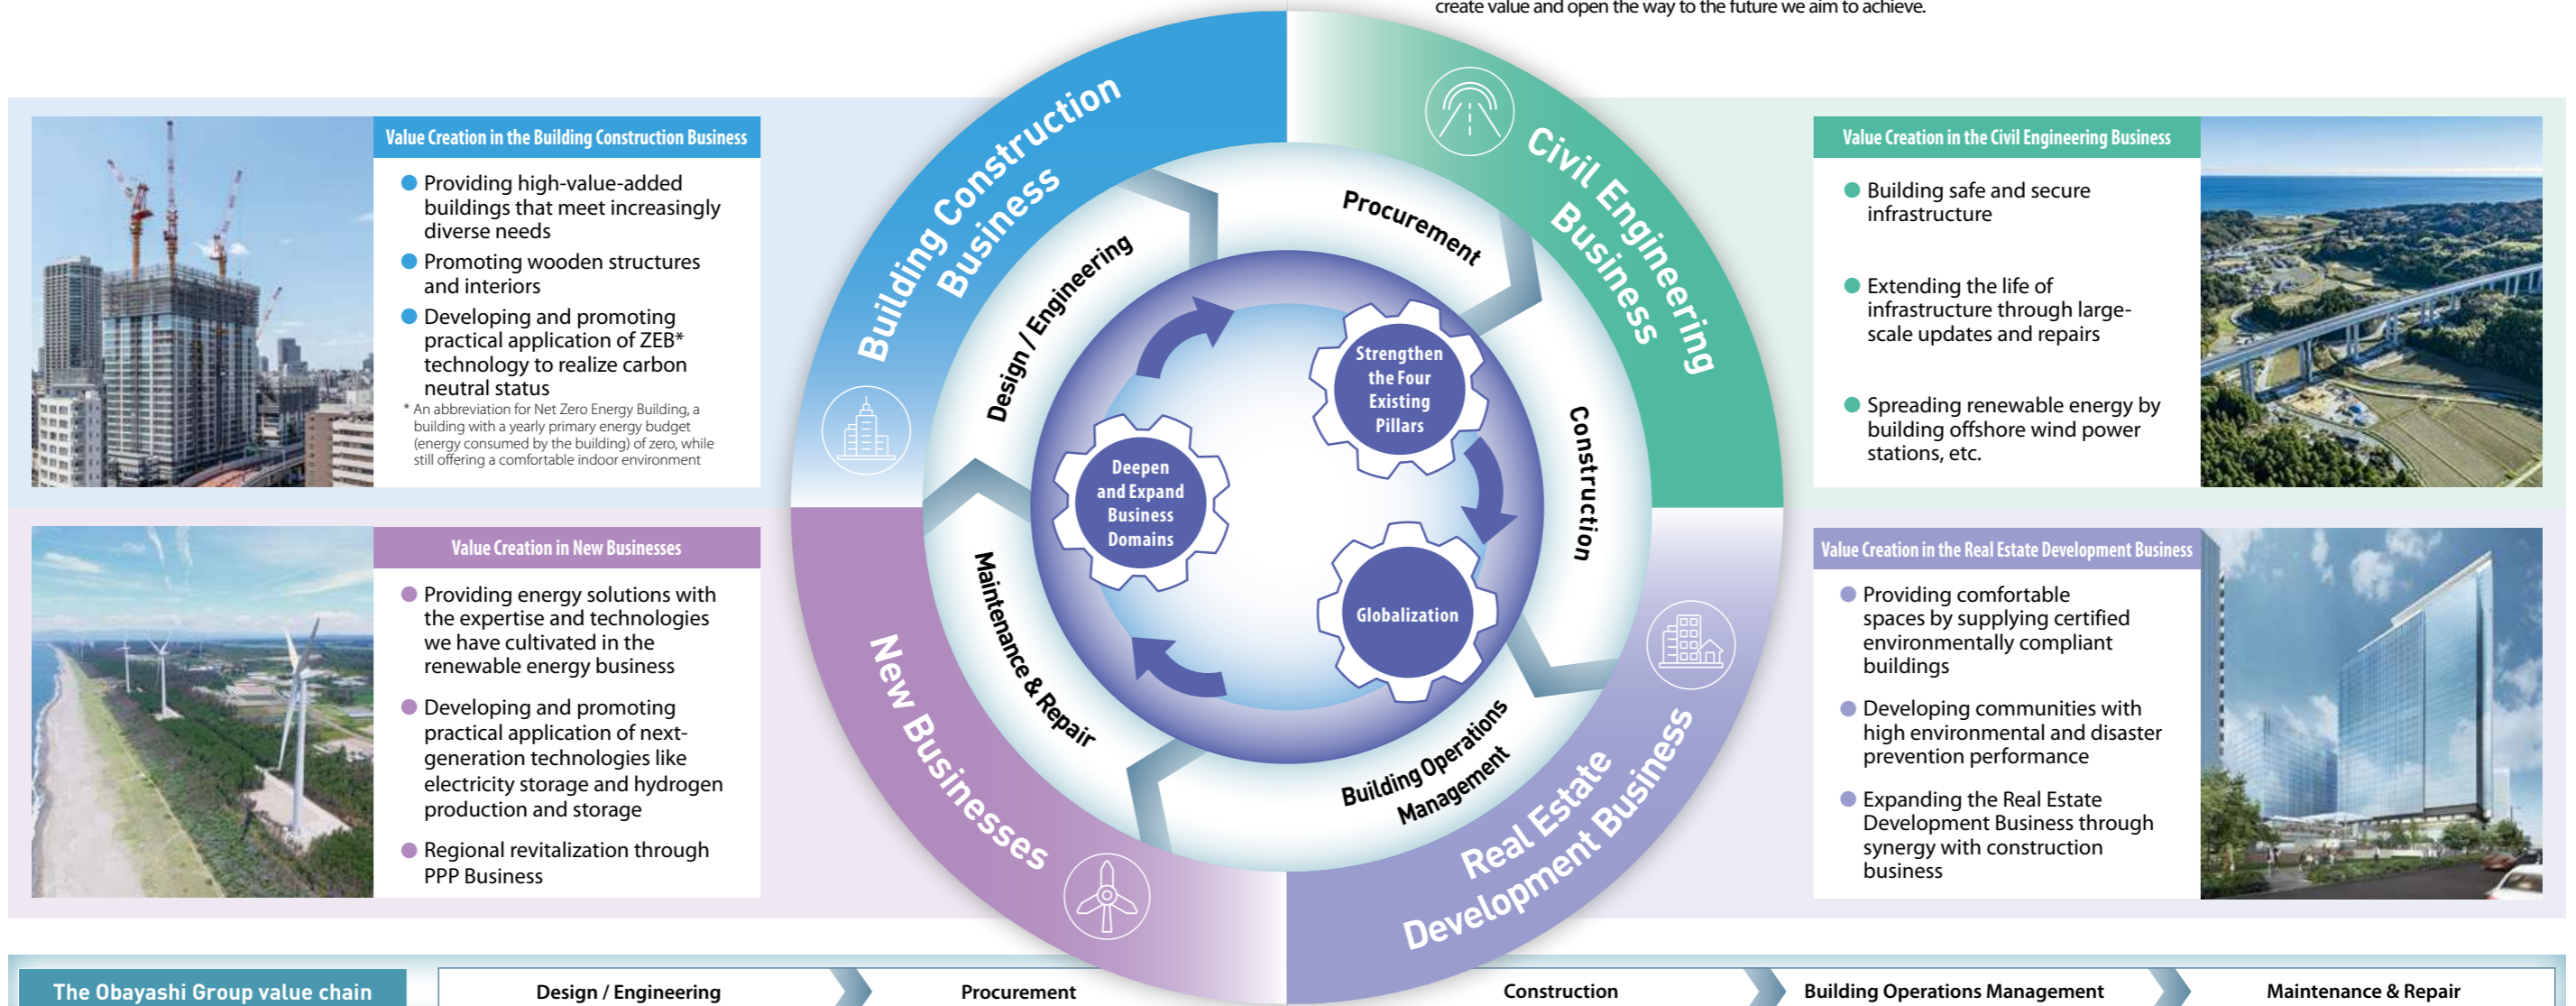 create value and open the way to the future we aim to achieve.
Building Construction
Business
Civil Engineering
Business
Value Creation in the Building Construction Business
Providing high-value-added
buildings that meet increasingly
diverse needs
Promoting wooden structures
and interiors
Developing and promoting
practical application of ZEB*
technology to realize carbon
neutral status
* An abbreviation for Net Zero Energy Building, a
building with a yearly primary energy budget
(energy consumed by the building) of zero, while
still offering a comfortable indoor environment
Design / Engineering
Procurement
Construction
Building Operations
Management
Maintenance & Repair
Strengthen
the Four
Existing
Pillars
Globalization
Deepen
and Expand
Business
Domains
Value Creation in the Civil Engineering Business
Building safe and secure
infrastructure
Extending the life of
infrastructure through large-
scale updates and repairs
Spreading renewable energy by
building offshore wind power
stations, etc.
Value Creation in New Businesses
Providing energy solutions with
the expertise and technologies
we have cultivated in the
renewable energy business
Developing and promoting
practical application of next-
generation technologies like
electricity storage and hydrogen
production and storage
Regional revitalization through
PPP Business
New Businesses
Real Estate
Development Business
Value Creation in the Real Estate Development Business
Providing comfortable
spaces by supplying certified
environmentally compliant
buildings
Developing communities with
high environmental and disaster
prevention performance
Expanding the Real Estate
Development Business through
synergy with construction
business
The Obayashi Group value chain
Design / Engineering
Procurement
Construction
Building Operations Management
Maintenance & Repair